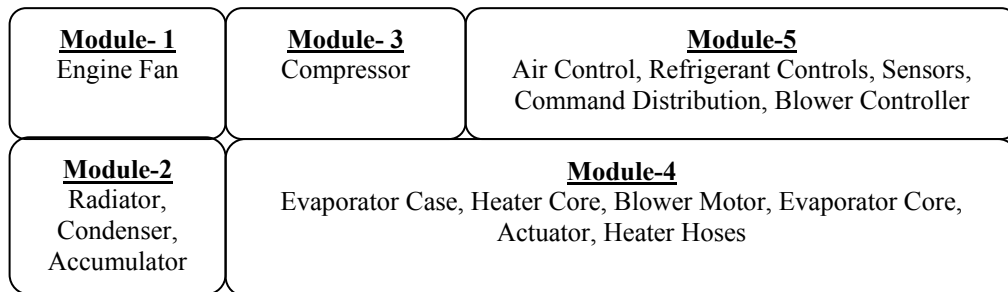 Module- 1
Engine Fan
Module- 3
Compressor
Module-5
Air Control, Refrigerant Controls, Sensors,
Command Distribution, Blower Controller
Module-2
Radiator,
Condenser,
Accumulator
Module-4
Evaporator Case, Heater Core, Blower Motor, Evaporator Core,
Actuator, Heater Hoses